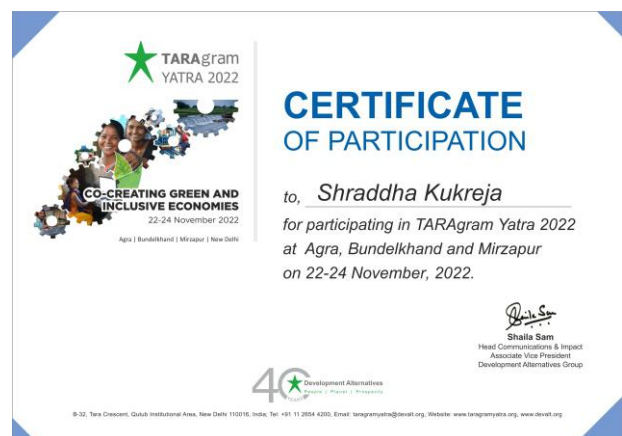 TARAgram
YATRA 2022
CO-CREATING GREEN AND
INCLUSIVE ECONOMIES
22-24 November 2022
Agra | Bundelkhand | Mirzapur | New Delhi
CERTIFICATE
OF PARTICIPATION
to, Shraddha Kukreja
for participating in TARAgram Yatra 2022
at Agra, Bundelkhand and Mirzapur
on 22-24 November, 2022.
Shaila Sam
Shaila Sam
Head Communications & Impact
Associate Vice President
Development Alternatives Group
40 YEARS
Development Alternatives
People | Planet | Prosperity
B-32, Tara Crescent, Qutub Institutional Area, New Delhi 110016, India; Tel: +91 11 2654 4200, Email: taragramyatra@devalt.org, Website: www.taragramyatra.org, www.devalt.org